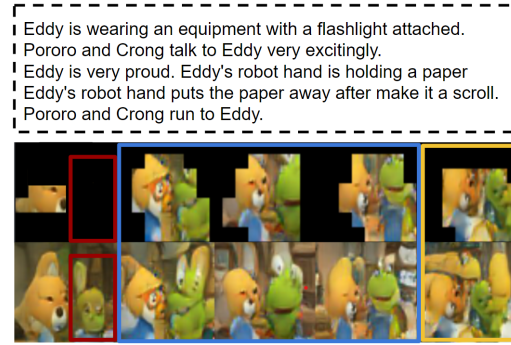 Eddy is wearing an equipment with a flashlight attached.
Pororo and Crong talk to Eddy very excitingly.
Eddy is very proud. Eddy's robot hand is holding a paper
Eddy's robot hand puts the paper away after make it a scroll.
Pororo and Crong run to Eddy.